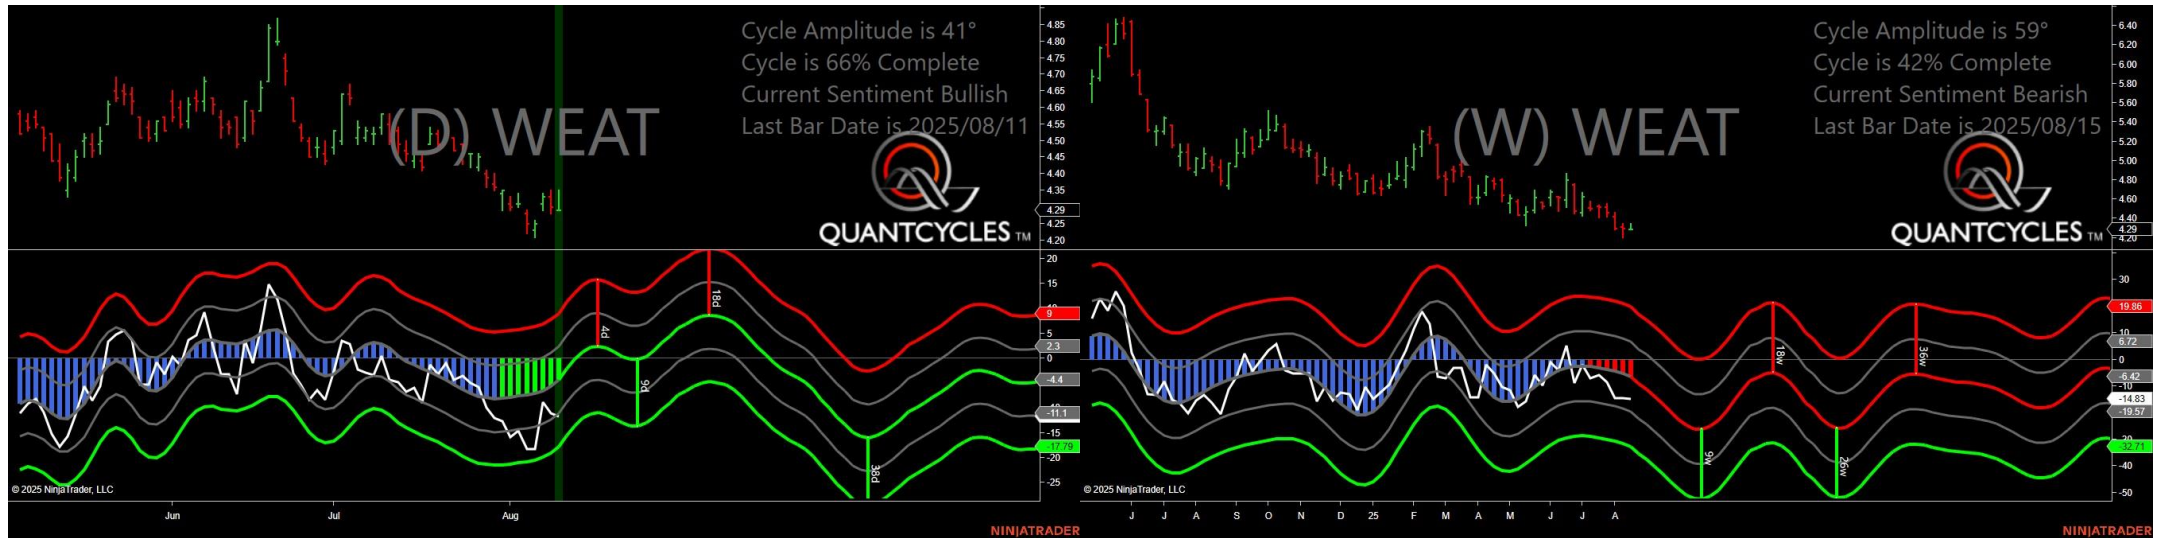 Cycle Amplitude is 41°
Cycle is 66% Complete
Current Sentiment Bullish
Last Bar Date is 2025/08/11
(D) WEAT
QUANTCYCLES TM
4.85
4.80
4.75
4.70
4.65
4.60
4.55
4.50
4.45
4.40
4.35
4.29
4.25
4.20
20
15
9
5
2.3
0
-4.4
-11.1
-15
-17.79
-20
-25
4d
9d
18d
38d
© 2025 NinjaTrader, LLC
Jun
Jul
Aug
NINJATRADER
Cycle Amplitude is 59°
Cycle is 42% Complete
Current Sentiment Bearish
Last Bar Date is 2025/08/15
(W) WEAT
QUANTCYCLES TM
6.40
6.20
6.00
5.80
5.60
5.40
5.20
5.00
4.80
4.60
4.40
4.29
4.20
30
19.86
10
6.72
0
-6.42
-10
-14.83
-19.57
-32.71
-40
-50
9w
18w
26w
36w
© 2025 NinjaTrader, LLC
J
J
A
S
O
N
D
25
F
M
A
M
J
J
A
NINJATRADER